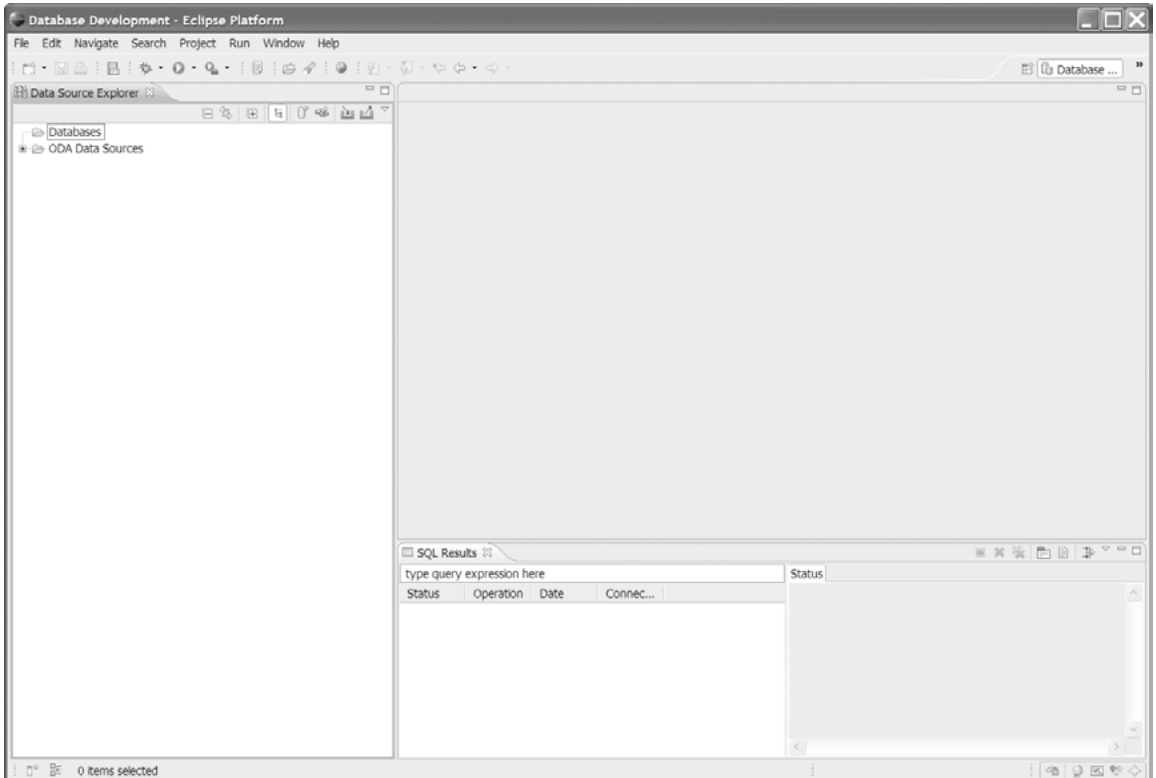 Database Development - Eclipse Platform
File Edit Navigate Search Project Run Window Help
Database ...
Data Source Explorer
Databases
ODA Data Sources
SQL Results
type query expression here
Status
Status Operation Date Connec...
0 items selected